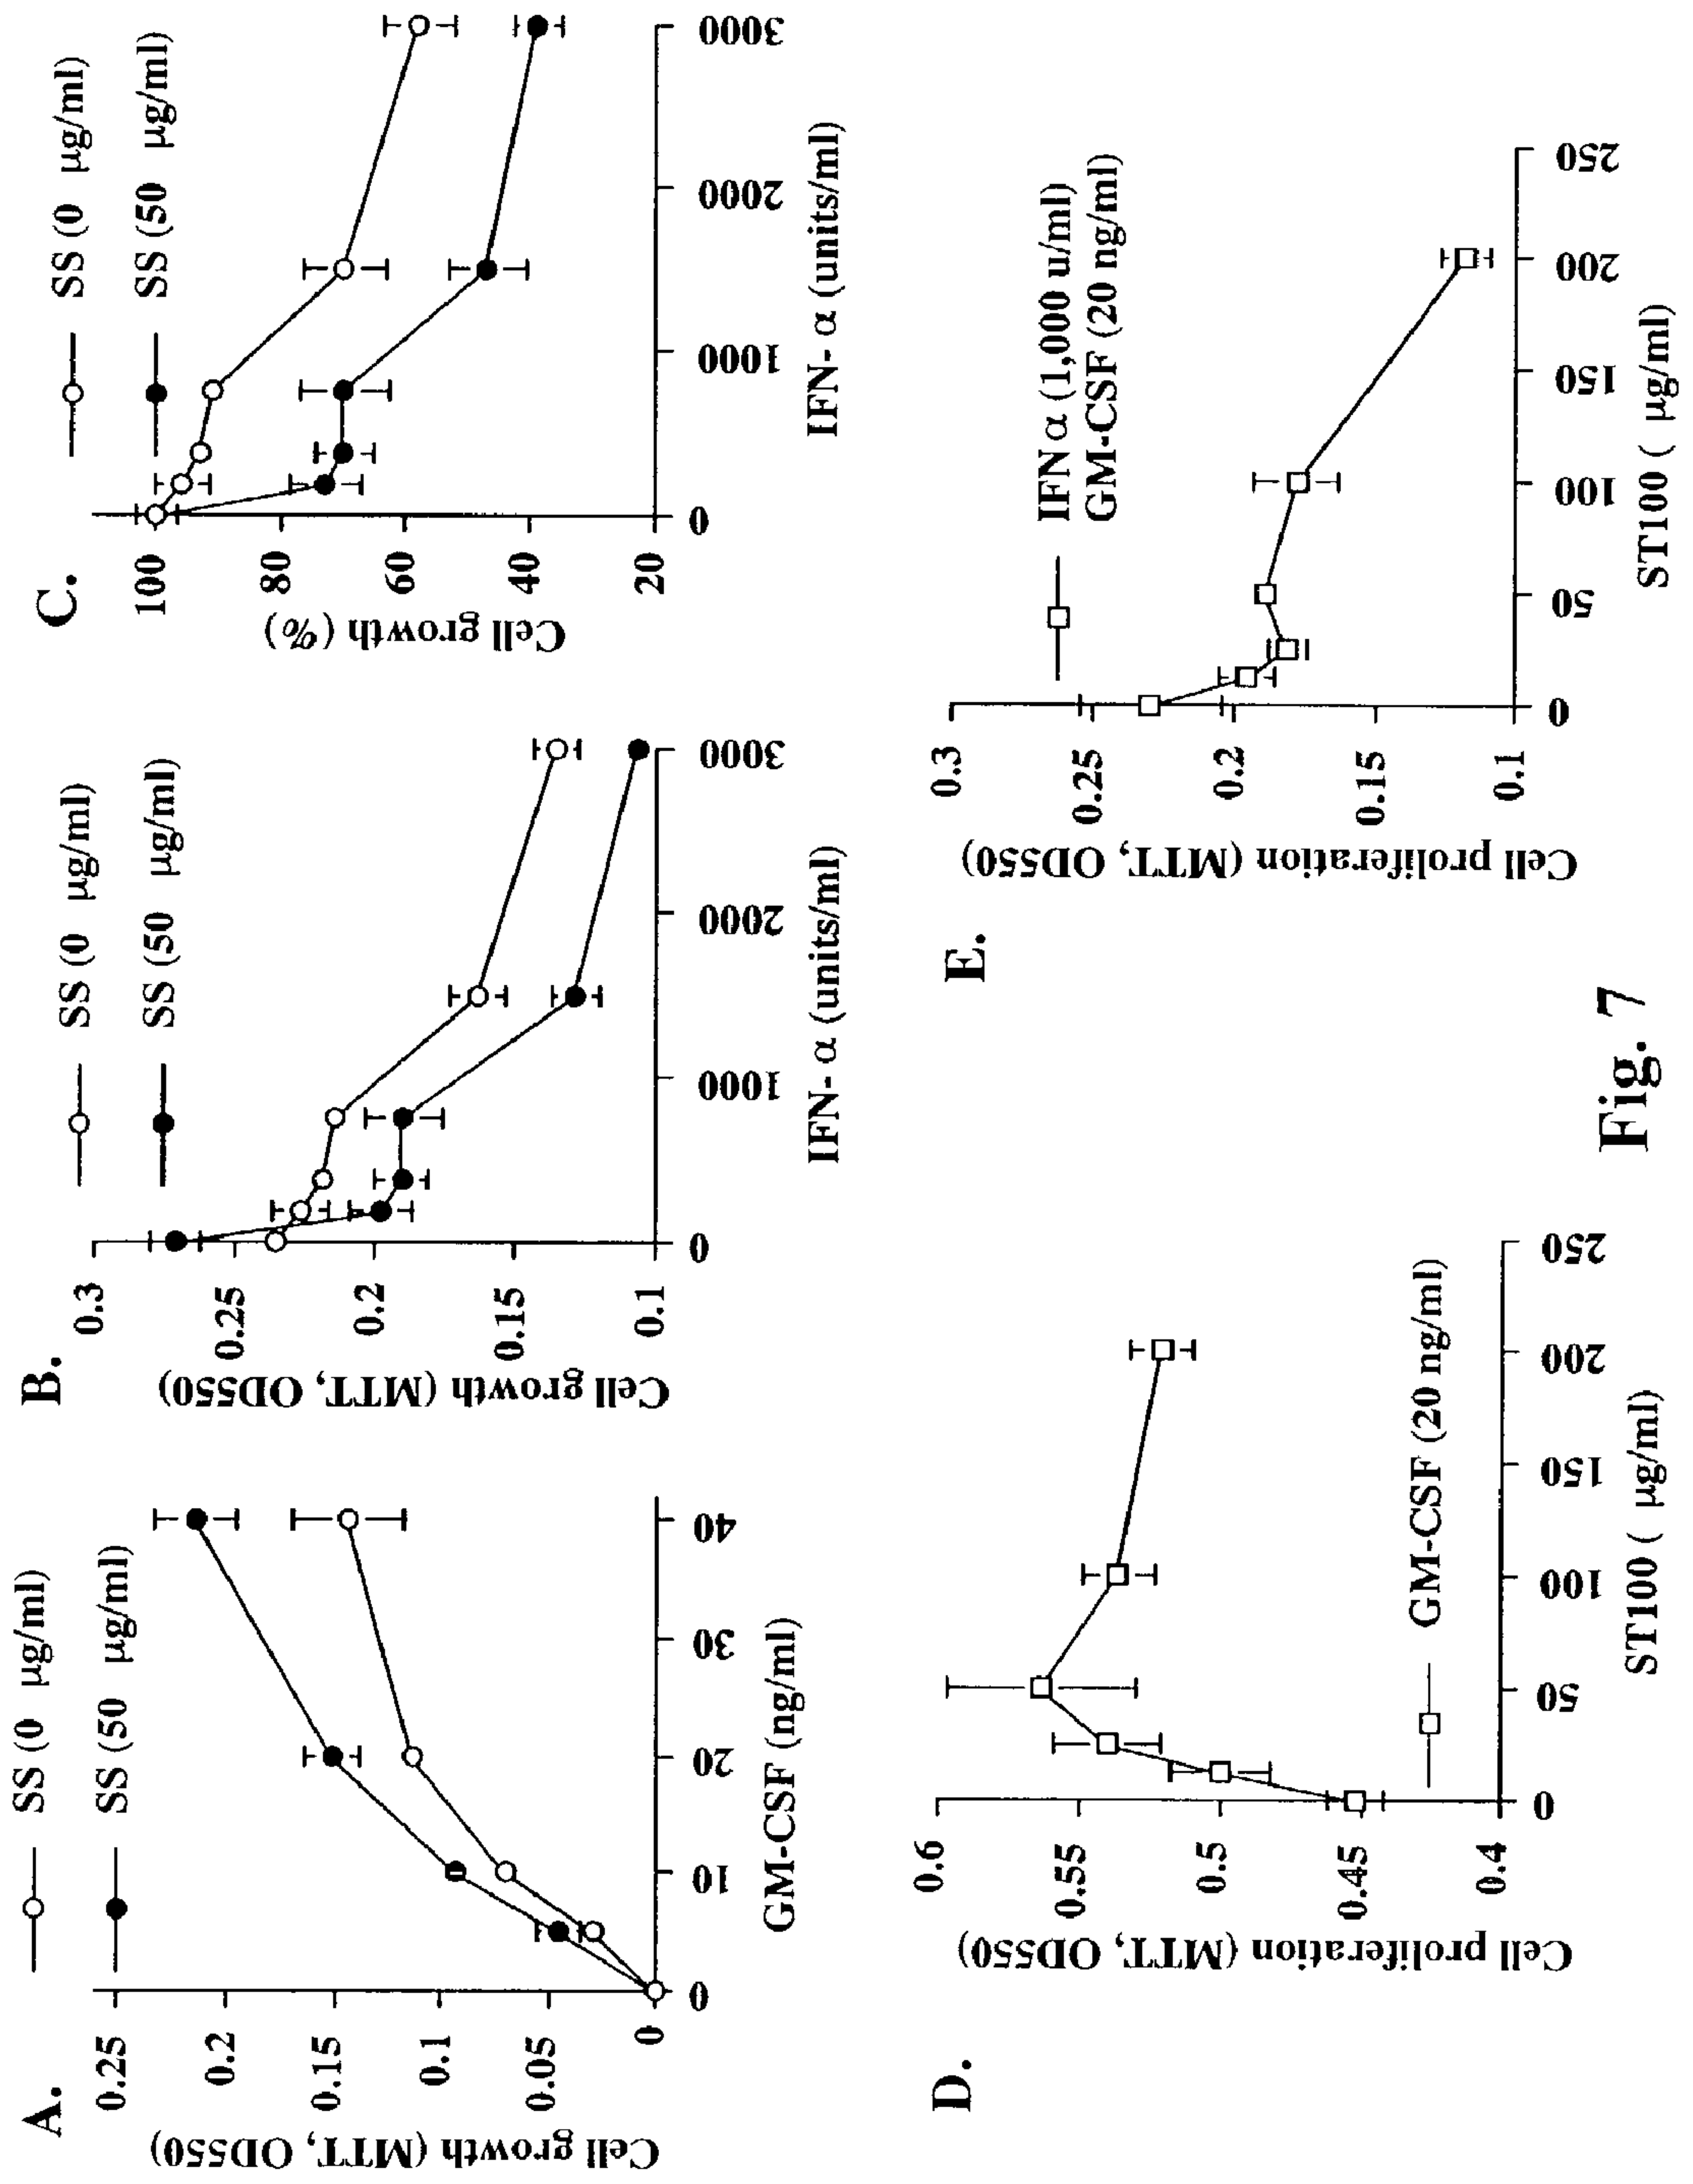 A.
SS (0 µg/ml)
SS (50 µg/ml)
Cell growth (MTT, OD550)
0.25
0.2
0.15
0.1
0.05
0
0 10 20 30 40
GM-CSF (ng/ml)
B.
SS (0 µg/ml)
SS (50 µg/ml)
Cell growth (MTT, OD550)
0.3
0.25
0.2
0.15
0.1
0 1000 2000 3000
IFN- α (units/ml)
C.
SS (0 µg/ml)
SS (50 µg/ml)
Cell growth (%)
100
80
60
40
20
0 1000 2000 3000
IFN- α (units/ml)
D.
Cell proliferation (MTT, OD550)
0.6
0.55
0.5
0.45
0.4
GM-CSF (20 ng/ml)
0 50 100 150 200 250
ST100 ( µg/ml)
E.
IFN α (1,000 u/ml)
GM-CSF (20 ng/ml)
Cell proliferation (MTT, OD550)
0.3
0.25
0.2
0.15
0.1
0 50 100 150 200 250
ST100 ( µg/ml)
Fig. 7